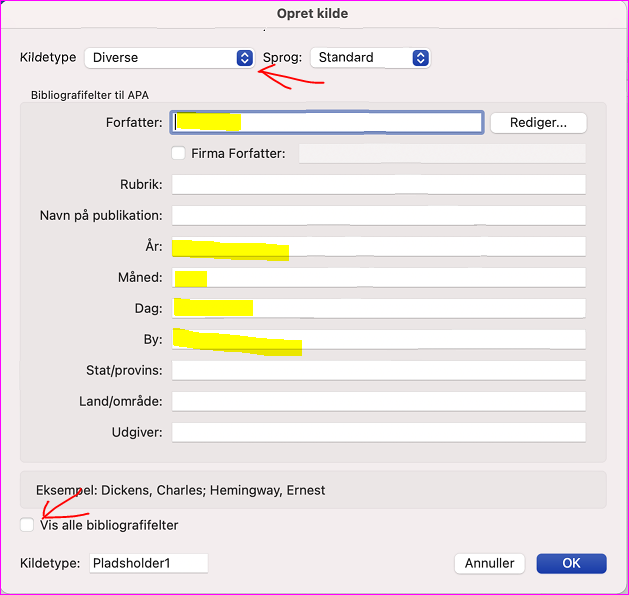 Opret kilde
Kildetype Diverse Sprog: Standard
Bibliografifelter til APA
Forfatter: Rediger...
Firma Forfatter:
Rubrik:
Navn på publikation:
År:
Måned:
Dag:
By:
Stat/provins:
Land/område:
Udgiver:
Eksempel: Dickens, Charles; Hemingway, Ernest
Vis alle bibliografifelter
Kildetype: Pladsholder1 Annuller OK